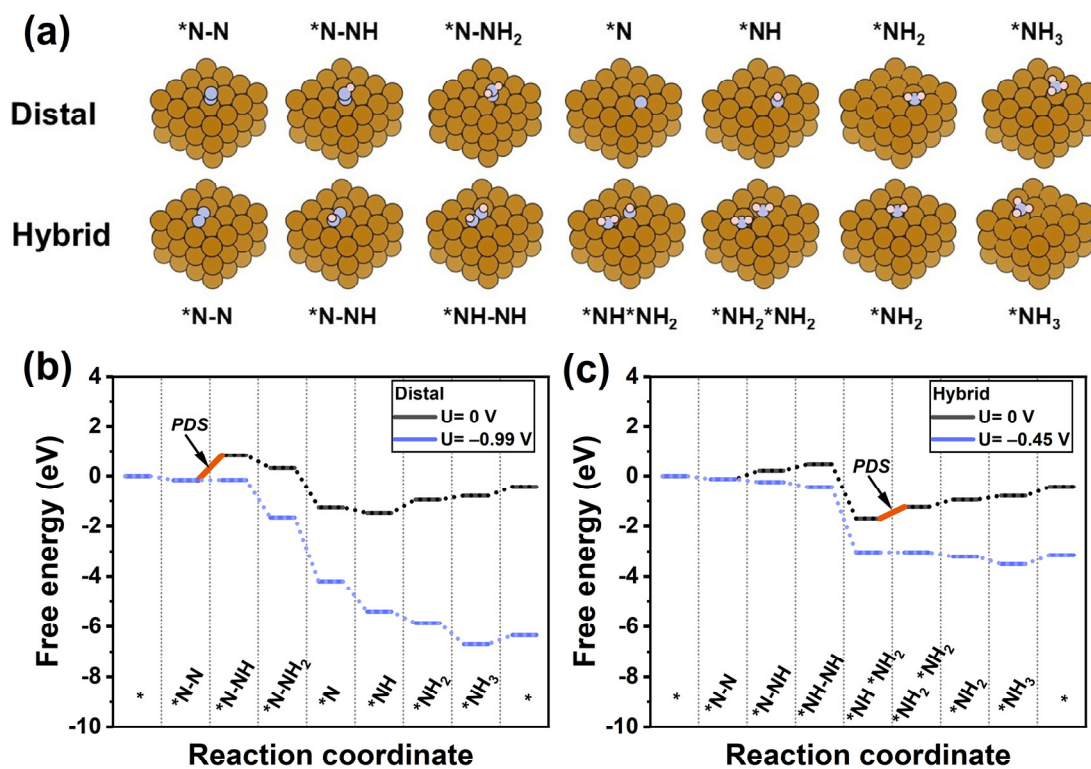 (a)
*N-N *N-NH *N-NH₂ *N *NH *NH₂ *NH₃
Distal
Hybrid
*N-N *N-NH *NH-NH *NH*NH₂ *NH₂*NH₂ *NH₂ *NH₃
(b)
Free energy (eV)
4
2
0
-2
-4
-6
-8
-10
PDS
Distal
U= 0 V
U= –0.99 V
* *N-N *N-NH *N-NH₂ *N *NH *NH₂ *NH₃ *
Reaction coordinate
(c)
Free energy (eV)
4
2
0
-2
-4
-6
-8
-10
PDS
Hybrid
U= 0 V
U= –0.45 V
* *N-N *N-NH *NH-NH *NH *NH₂ *NH₂ *NH₂ *NH₂ *NH₃ *
Reaction coordinate